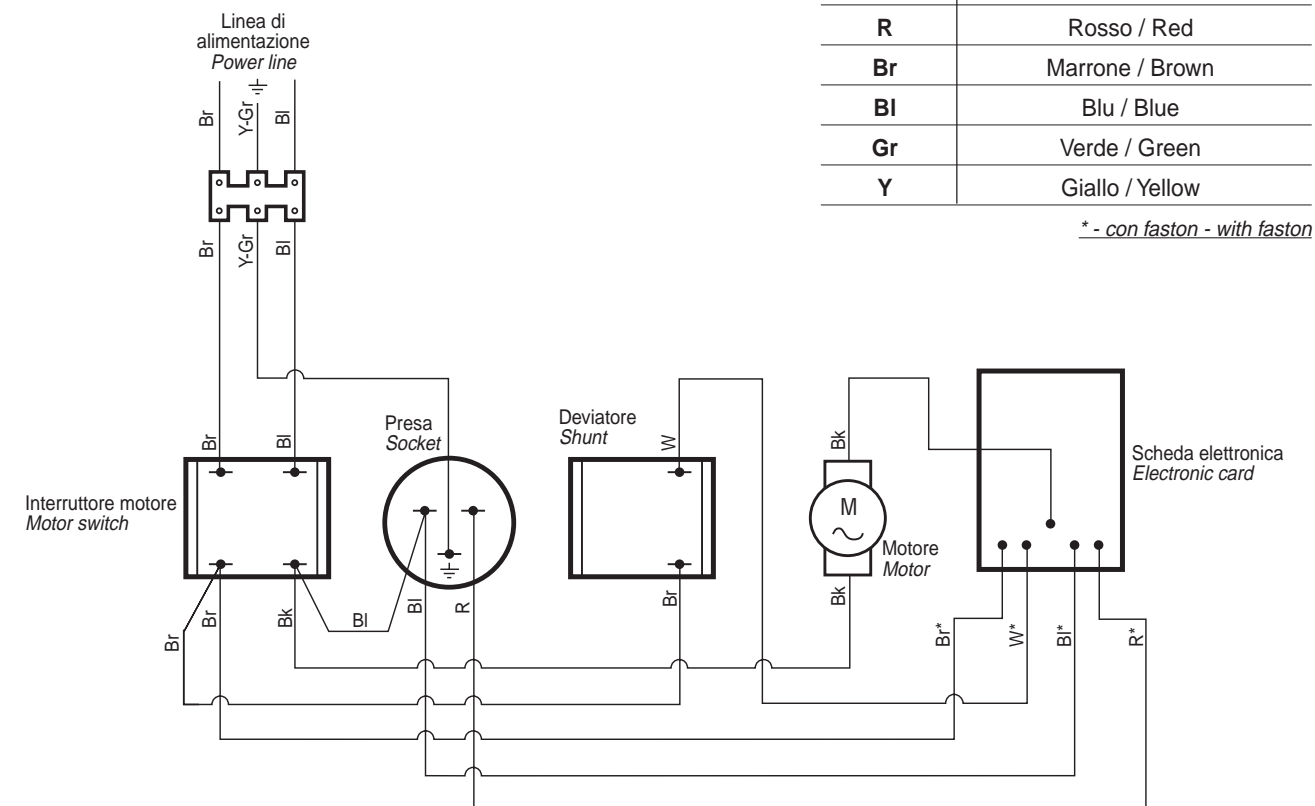 Linea di
alimentazione
Power line
R Rosso / Red
Br Marrone / Brown
Bl Blu / Blue
Gr Verde / Green
Y Giallo / Yellow
* - con faston - with faston
Br Y-Gr Bl
Br Y-Gr Bl
Br Bl
Interruttore motore
Motor switch
Presa
Socket
Deviatore
Shunt
W
Bk
M
Motore
Motor
Scheda elettronica
Electronic card
Br Br Bk Bl Bl R Br Bk
Br* W* Bl* R*